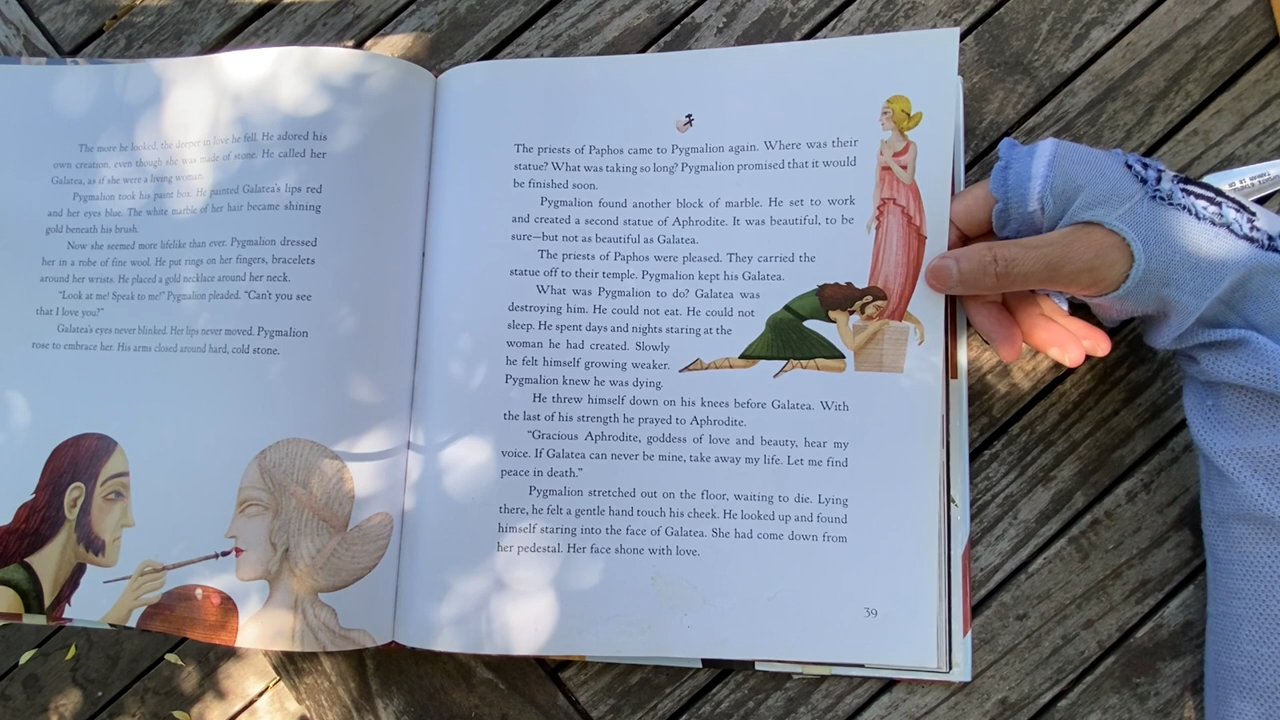 The more he looked, the deeper in love he fell. He adored his
own creation, even though she was made of stone. He called her
Galatea, as if she were a living woman.
Pygmalion took his paint box. He painted Galatea's lips red
and her eyes blue. The white marble of her hair became shining
gold beneath his brush.
Now she seemed more lifelike than ever. Pygmalion dressed
her in a robe of fine wool. He put rings on her fingers, bracelets
around her wrists. He placed a gold necklace around her neck.
"Look at me! Speak to me!" Pygmalion pleaded. "Can't you see
that I love you?"
Galatea's eyes never blinked. Her lips never moved. Pygmalion
rose to embrace her. His arms closed around hard, cold stone.
The priests of Paphos came to Pygmalion again. Where was their
statue? What was taking so long? Pygmalion promised that it would
be finished soon.
Pygmalion found another block of marble. He set to work
and created a second statue of Aphrodite. It was beautiful, to be
sure—but not as beautiful as Galatea.
The priests of Paphos were pleased. They carried the
statue off to their temple. Pygmalion kept his Galatea.
What was Pygmalion to do? Galatea was
destroying him. He could not eat. He could not
sleep. He spent days and nights staring at the
woman he had created. Slowly
he felt himself growing weaker.
Pygmalion knew he was dying.
He threw himself down on his knees before Galatea. With
the last of his strength he prayed to Aphrodite.
"Gracious Aphrodite, goddess of love and beauty, hear my
voice. If Galatea can never be mine, take away my life. Let me find
peace in death."
Pygmalion stretched out on the floor, waiting to die. Lying
there, he felt a gentle hand touch his cheek. He looked up and found
himself staring into the face of Galatea. She had come down from
her pedestal. Her face shone with love.
39